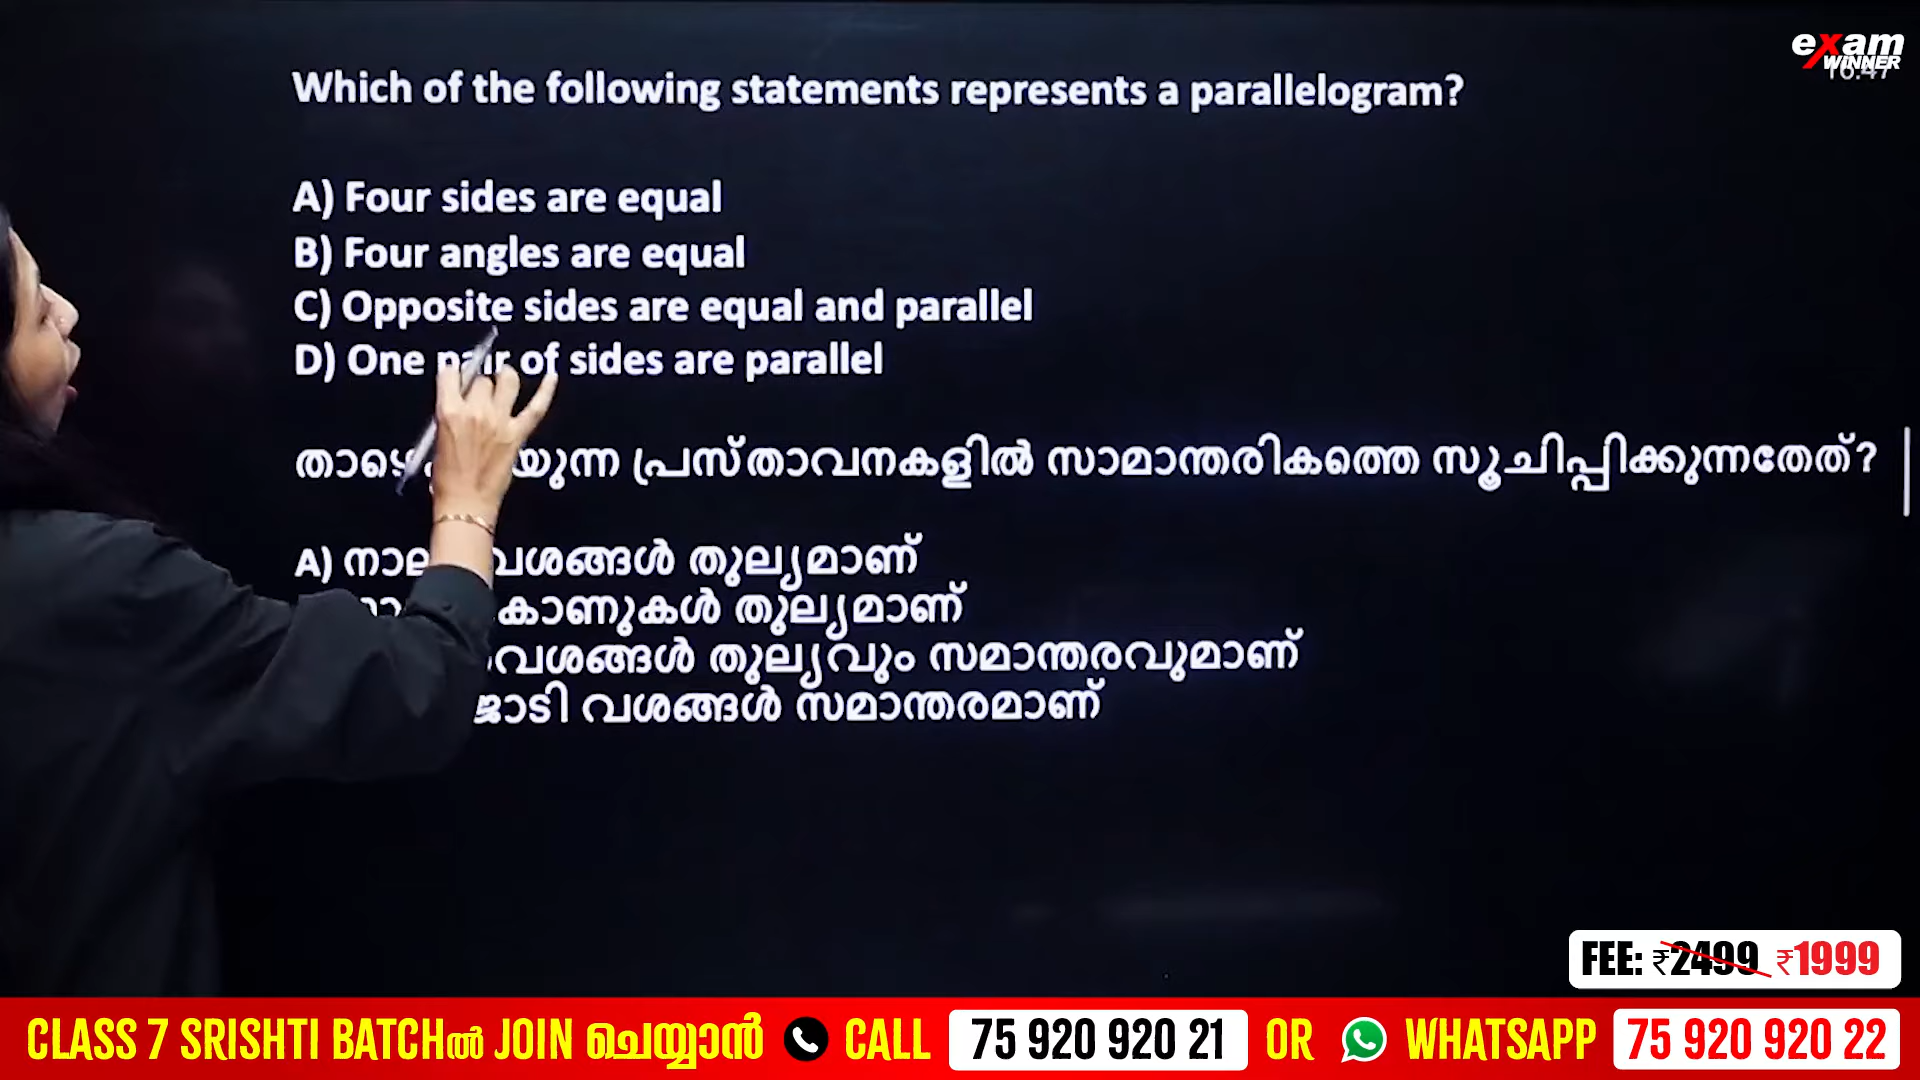 exam
WINNER
16:47
Which of the following statements represents a parallelogram?
A) Four sides are equal
B) Four angles are equal
C) Opposite sides are equal and parallel
D) One pair of sides are parallel
പ്രസ്താവനകളിൽ സാമാന്തരികത്തെ സൂചിപ്പിക്കുന്നതേത്?
A) വശങ്ങൾ തുല്യമാണ്
കോണുകൾ തുല്യമാണ്
തുല്യവും സമാന്തരവുമാണ്
ജോടി വശങ്ങൾ സമാന്തരമാണ്
FEE: ₹2499 ₹1999
CLASS 7 SRISHTI BATCHൽ JOIN ചെയ്യാൻ CALL 75 920 920 21 OR WHATSAPP 75 920 920 22